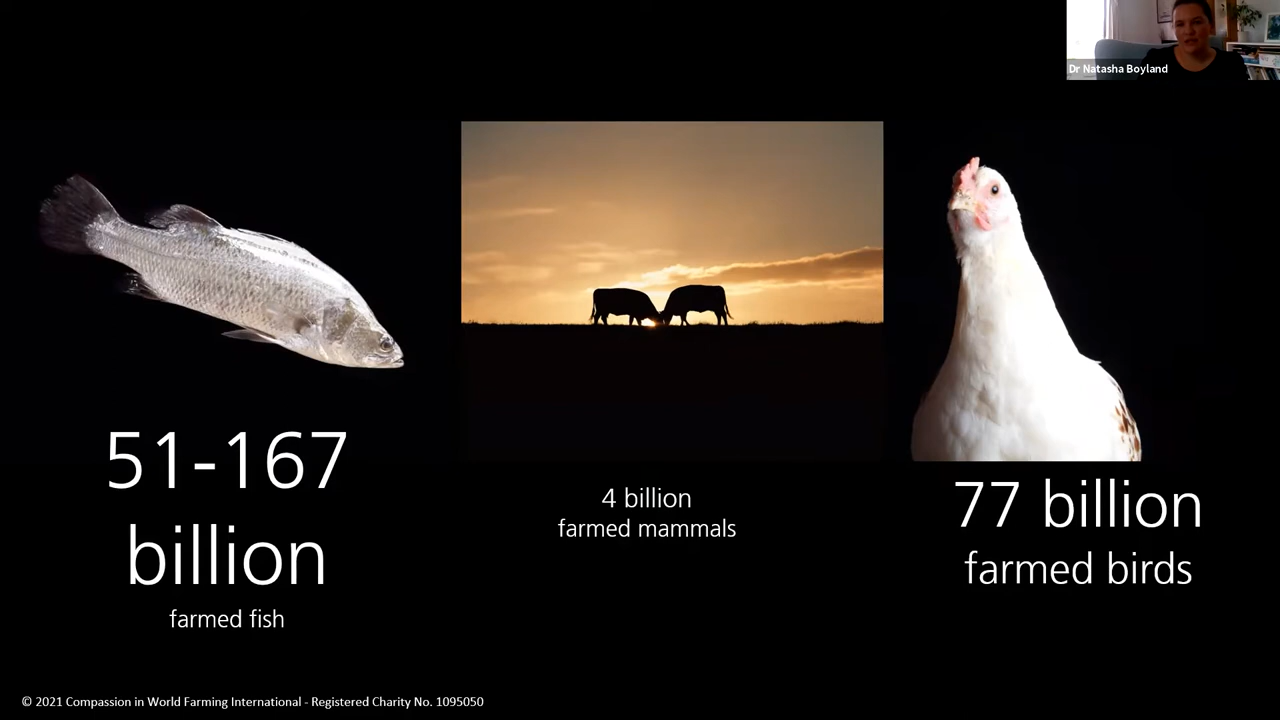 Dr Natasha Boyland
51-167
billion
farmed fish
4 billion
farmed mammals
77 billion
farmed birds
© 2021 Compassion in World Farming International - Registered Charity No. 1095050